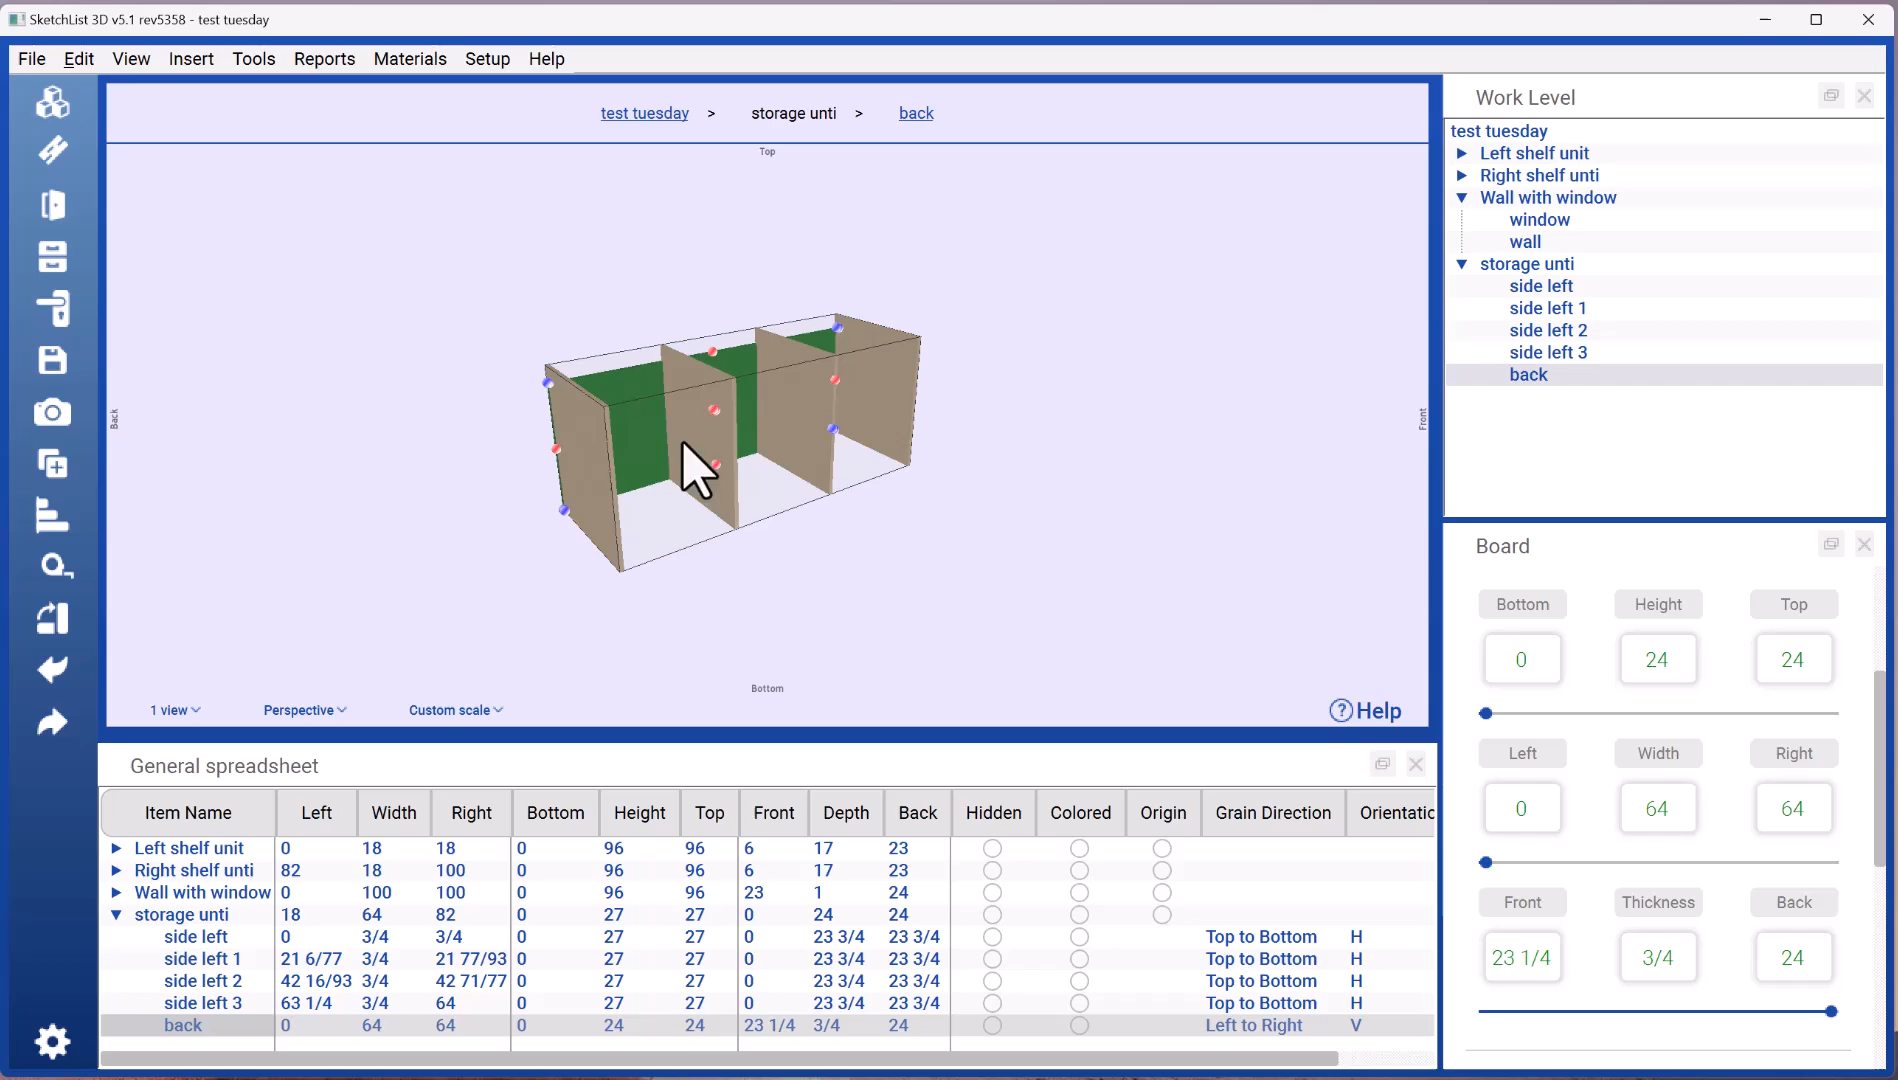 SketchList 3D v5.1 rev5358 - test tuesday
File Edit View Insert Tools Reports Materials Setup Help
test tuesday > storage unti > back
Top
Back
Front
Bottom
1 view Perspective Custom scale
Help
Work Level
test tuesday
Left shelf unit
Right shelf unti
Wall with window
window
wall
storage unti
side left
side left 1
side left 2
side left 3
back
Board
Bottom Height Top
0 24 24
Left Width Right
0 64 64
Front Thickness Back
23 1/4 3/4 24
General spreadsheet
Item Name Left Width Right Bottom Height Top Front Depth Back Hidden Colored Origin Grain Direction Orientatic
Left shelf unit 0 18 18 0 96 96 6 17 23
Right shelf unti 82 18 100 0 96 96 6 17 23
Wall with window 0 100 100 0 96 96 23 1 24
storage unti 18 64 82 0 27 27 0 24 24
side left 0 3/4 3/4 0 27 27 0 23 3/4 23 3/4 Top to Bottom H
side left 1 21 6/77 3/4 21 77/93 0 27 27 0 23 3/4 23 3/4 Top to Bottom H
side left 2 42 16/93 3/4 42 71/77 0 27 27 0 23 3/4 23 3/4 Top to Bottom H
side left 3 63 1/4 3/4 64 0 27 27 0 23 3/4 23 3/4 Top to Bottom H
back 0 64 64 0 24 24 23 1/4 3/4 24 Left to Right V